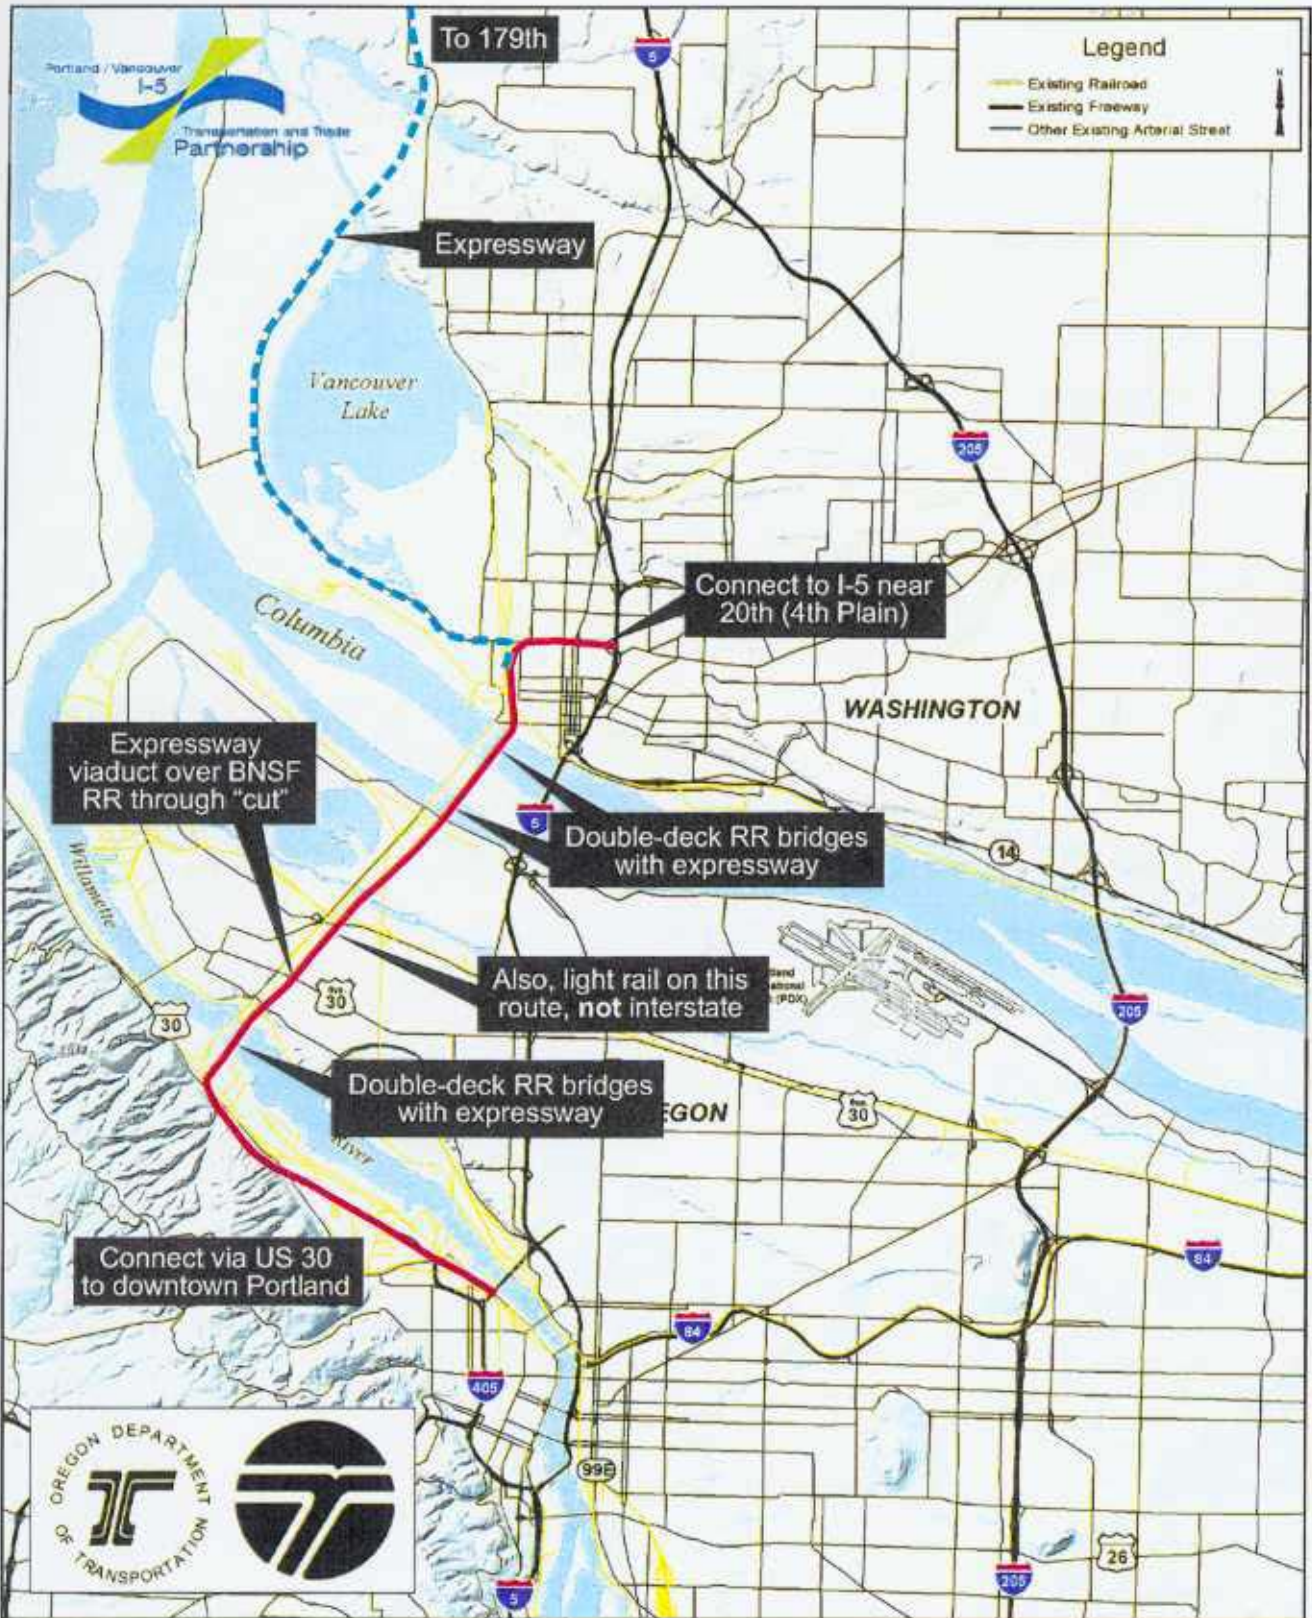 To 179th
5
Legend
Existing Railroad
Existing Freeway
Other Existing Arterial Street
N
Portland / Vancouver
I-5
Transportation and Trade
Partnership
Expressway
Vancouver
Lake
205
Connect to I-5 near
20th (4th Plain)
Columbia
WASHINGTON
Expressway
viaduct over BNSF
RR through "cut"
5
Double-deck RR bridges
with expressway
14
Willamette
Also, light rail on this
route, not interstate
(PDX)
Bus.
30
30
205
Double-deck RR bridges
with expressway
EGON
Bus.
30
River
Connect via US 30
to downtown Portland
84
84
405
99E
OREGON DEPARTMENT
OF TRANSPORTATION
26
205
5